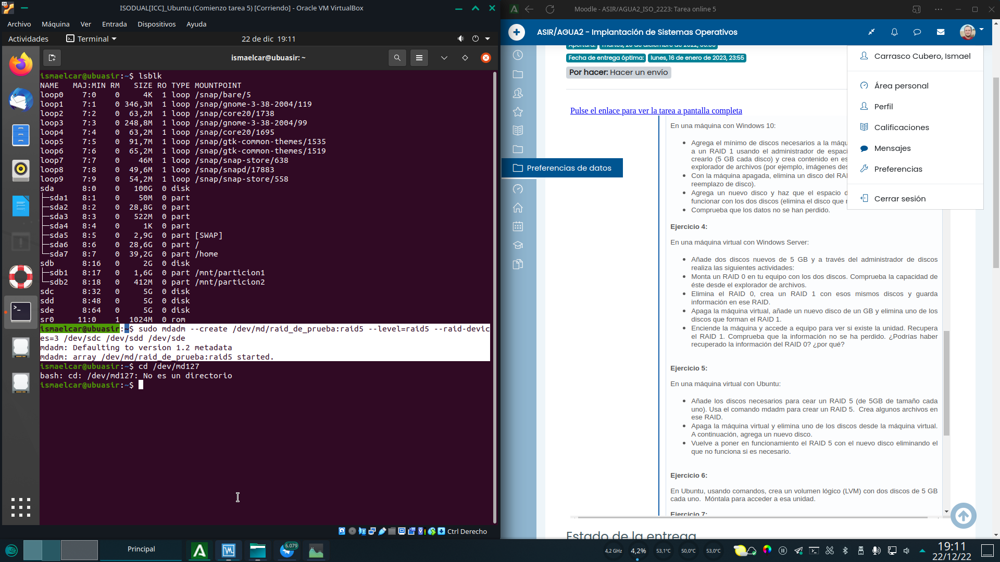 ISODUAL[ICC]_Ubuntu (Comienzo tarea 5) [Corriendo] - Oracle VM VirtualBox
Archivo Máquina Ver Entrada Dispositivos Ayuda
Actividades Terminal 22 de dic 19:11
ismaelcar@ubuasir: ~
ismaelcar@ubuasir:~$ lsblk
NAME MAJ:MIN RM SIZE RO TYPE MOUNTPOINT
loop0 7:0 0 4K 1 loop /snap/bare/5
loop1 7:1 0 346,3M 1 loop /snap/gnome-3-38-2004/119
loop2 7:2 0 63,2M 1 loop /snap/core20/1738
loop3 7:3 0 248,8M 1 loop /snap/gnome-3-38-2004/99
loop4 7:4 0 63,2M 1 loop /snap/core20/1695
loop5 7:5 0 91,7M 1 loop /snap/gtk-common-themes/1535
loop6 7:6 0 65,2M 1 loop /snap/gtk-common-themes/1519
loop7 7:7 0 46M 1 loop /snap/snap-store/638
loop8 7:8 0 49,6M 1 loop /snap/snapd/17883
loop9 7:9 0 54,2M 1 loop /snap/snap-store/558
sda 8:0 0 100G 0 disk
├─sda1 8:1 0 50M 0 part
├─sda2 8:2 0 28,8G 0 part
├─sda3 8:3 0 522M 0 part
├─sda4 8:4 0 1K 0 part
├─sda5 8:5 0 2,9G 0 part [SWAP]
├─sda6 8:6 0 28,6G 0 part /
└─sda7 8:7 0 39,2G 0 part /home
sdb 8:16 0 2G 0 disk
├─sdb1 8:17 0 1,6G 0 part /mnt/particion1
└─sdb2 8:18 0 412M 0 part /mnt/particion2
sdc 8:32 0 5G 0 disk
sdd 8:48 0 5G 0 disk
sde 8:64 0 5G 0 disk
sr0 11:0 1 1024M 0 rom
ismaelcar@ubuasir:~$ sudo mdadm --create /dev/md/raid_de_prueba:raid5 --level=raid5 --raid-devic
es=3 /dev/sdc /dev/sdd /dev/sde
mdadm: Defaulting to version 1.2 metadata
mdadm: array /dev/md/raid_de_prueba:raid5 started.
ismaelcar@ubuasir:~$ cd /dev/md127
bash: cd: /dev/md127: No es un directorio
ismaelcar@ubuasir:~$
Ctrl Derecho
Moodle - ASIR/AGUA2_ISO_2223: Tarea online 5
ASIR/AGUA2 - Implantación de Sistemas Operativos
Fecha de entrega óptima: lunes, 16 de enero de 2023, 23:55
Por hacer: Hacer un envío
Carrasco Cubero, Ismael
Área personal
Perfil
Calificaciones
Mensajes
Preferencias
Cerrar sesión
Preferencias de datos
Pulse el enlace para ver la tarea a pantalla completa
En una máquina con Windows 10:
Agrega el mínimo de discos necesarios a la máqu
a un RAID 1 usando el administrador de espaci
crearlo (5 GB cada disco) y crea contenido en es
explorador de archivos (por ejemplo, imágenes des
Con la máquina apagada, elimina un disco del RAI
reemplazo de disco).
Agrega un nuevo disco y haz que el espacio d
funcionar con los dos discos (elimina el disco que
Comprueba que los datos no se han perdido.
Ejercicio 4:
En una máquina virtual con Windows Server:
Añade dos discos nuevos de 5 GB y a través del administrador de discos
realiza las siguientes actividades:
Monta un RAID 0 en tu equipo con los dos discos. Comprueba la capacidad de
éste desde el explorador de archivos.
Elimina el RAID 0, crea un RAID 1 con esos mismos discos y guarda
información en ese RAID.
Apaga la máquina virtual, añade un nuevo disco de un GB y elimina uno de los
discos que forman el RAID 1.
Enciende la máquina y accede a equipo para ver si existe la unidad. Recupera
el RAID 1. Comprueba que la información no se ha perdido. ¿Podrías haber
recuperado la información del RAID 0? ¿por qué?
Ejercicio 5:
En una máquina virtual con Ubuntu:
Añade los discos necesarios para cear un RAID 5 (de 5GB de tamaño cada
uno). Usa el comando mdadm para crear un RAID 5. Crea algunos archivos en
ese RAID.
Apaga la máquina virtual y elimina uno de los discos desde la máquina virtual.
A continuación, agrega un nuevo disco.
Vuelve a poner en funcionamiento el RAID 5 con el nuevo disco eliminando el
que no funciona si es necesario.
Ejercicio 6:
En Ubuntu, usando comandos, crea un volumen lógico (LVM) con dos discos de 5 GB
cada uno. Móntala para acceder a esa unidad.
Ejercicio 7:
Estado de la entrega
Principal
6.079
4,2 GHz 4,2% 53,1°C 50,0°C 53,0°C
19:11
22/12/22